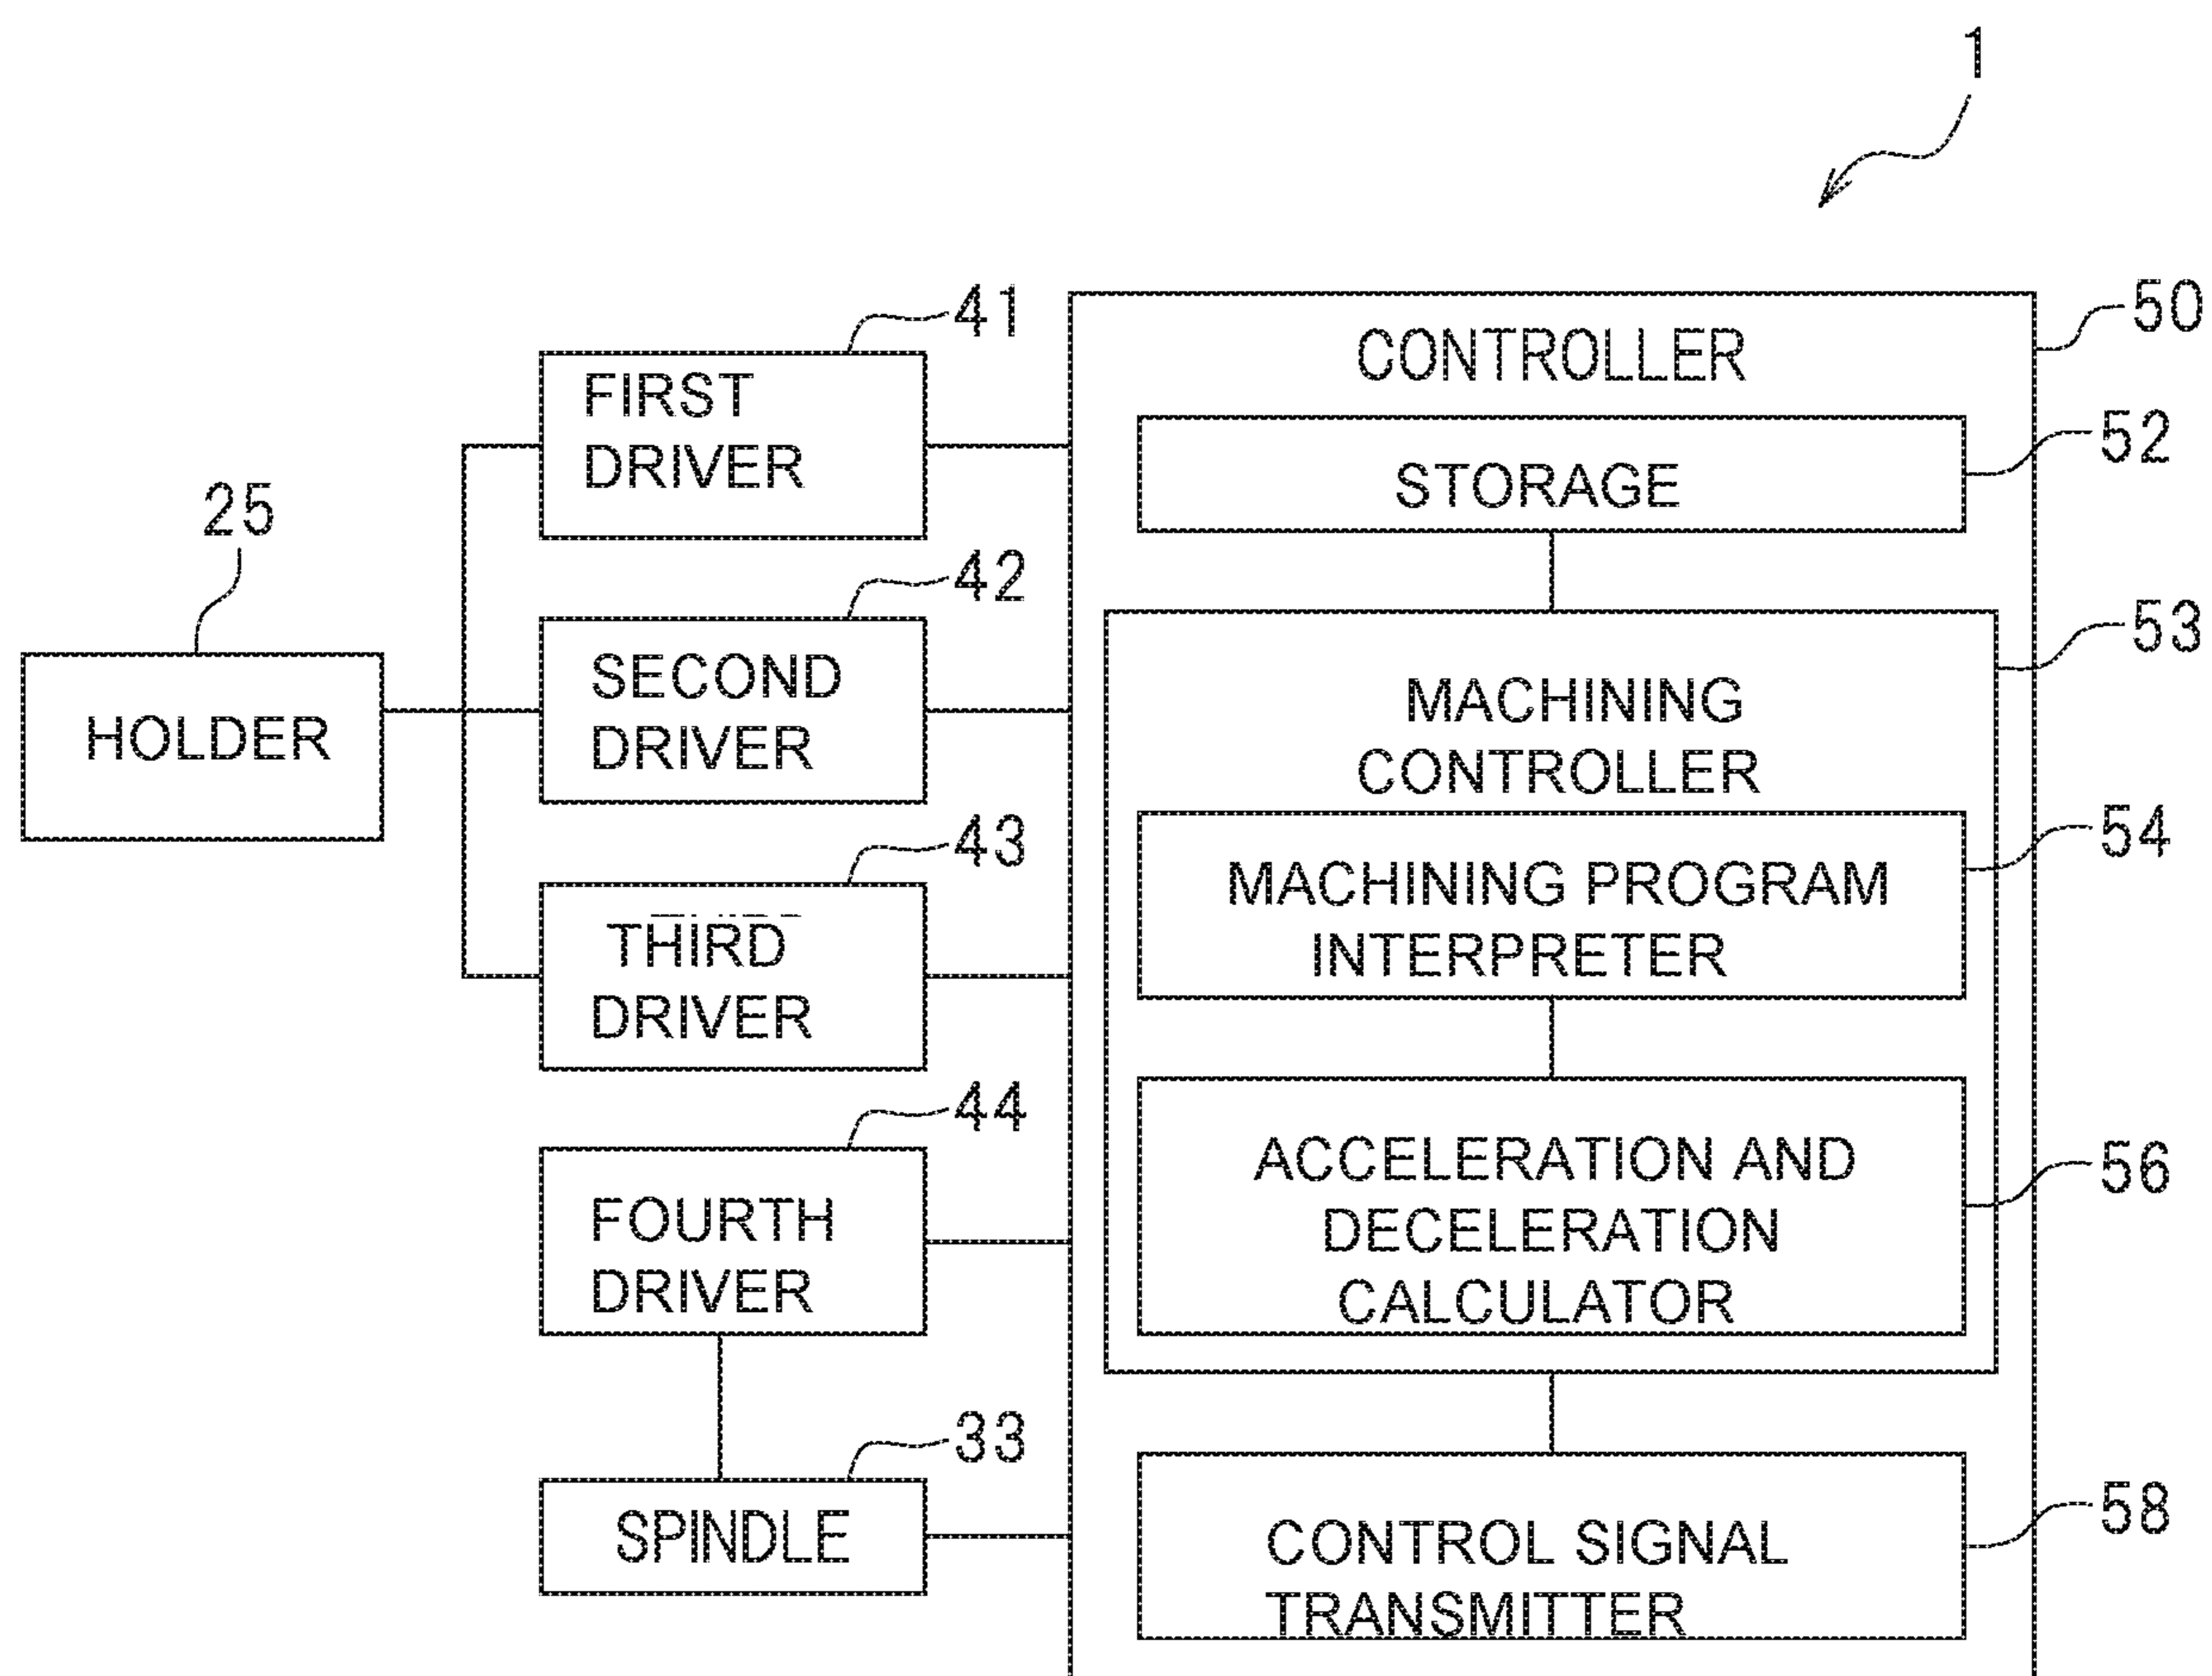 1
50
CONTROLLER
52
STORAGE
53
MACHINING
CONTROLLER
54
MACHINING PROGRAM
INTERPRETER
56
ACCELERATION AND
DECELERATION
CALCULATOR
58
CONTROL SIGNAL
TRANSMITTER
41
FIRST
DRIVER
42
SECOND
DRIVER
43
THIRD
DRIVER
44
FOURTH
DRIVER
33
SPINDLE
25
HOLDER